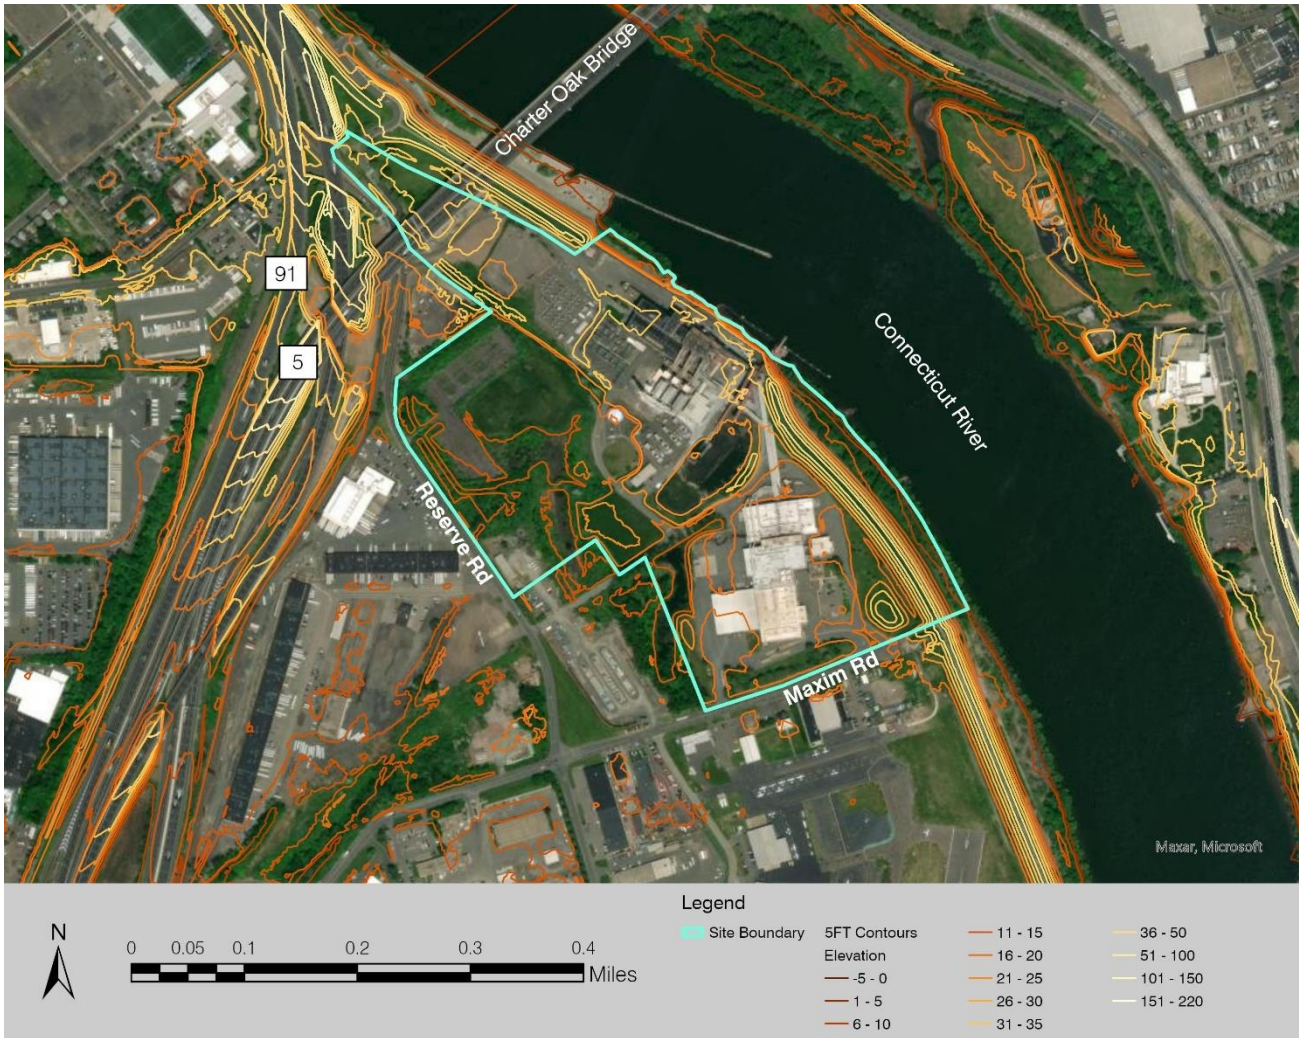 Charter Oak Bridge
91
5
Connecticut River
Reserve Rd
Maxim Rd
Maxar, Microsoft
N
0 0.05 0.1 0.2 0.3 0.4
Miles
Legend
Site Boundary
5FT Contours
Elevation
-5 - 0
1 - 5
6 - 10
11 - 15
16 - 20
21 - 25
26 - 30
31 - 35
36 - 50
51 - 100
101 - 150
151 - 220